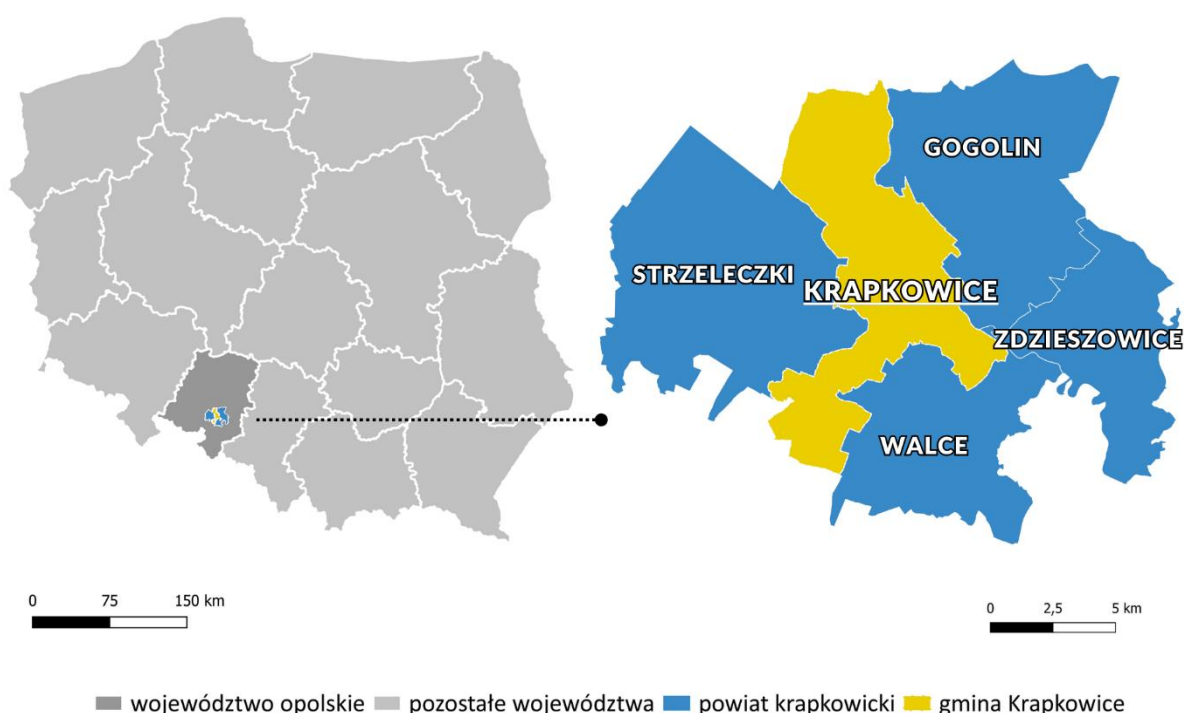 GOGOLIN
STRZELECZKI
KRAPKOWICE
ZDZIESZOWICE
WALCE
0 75 150 km
0 2,5 5 km
województwo opolskie pozostałe województwa powiat krapkowicki gmina Krapkowice